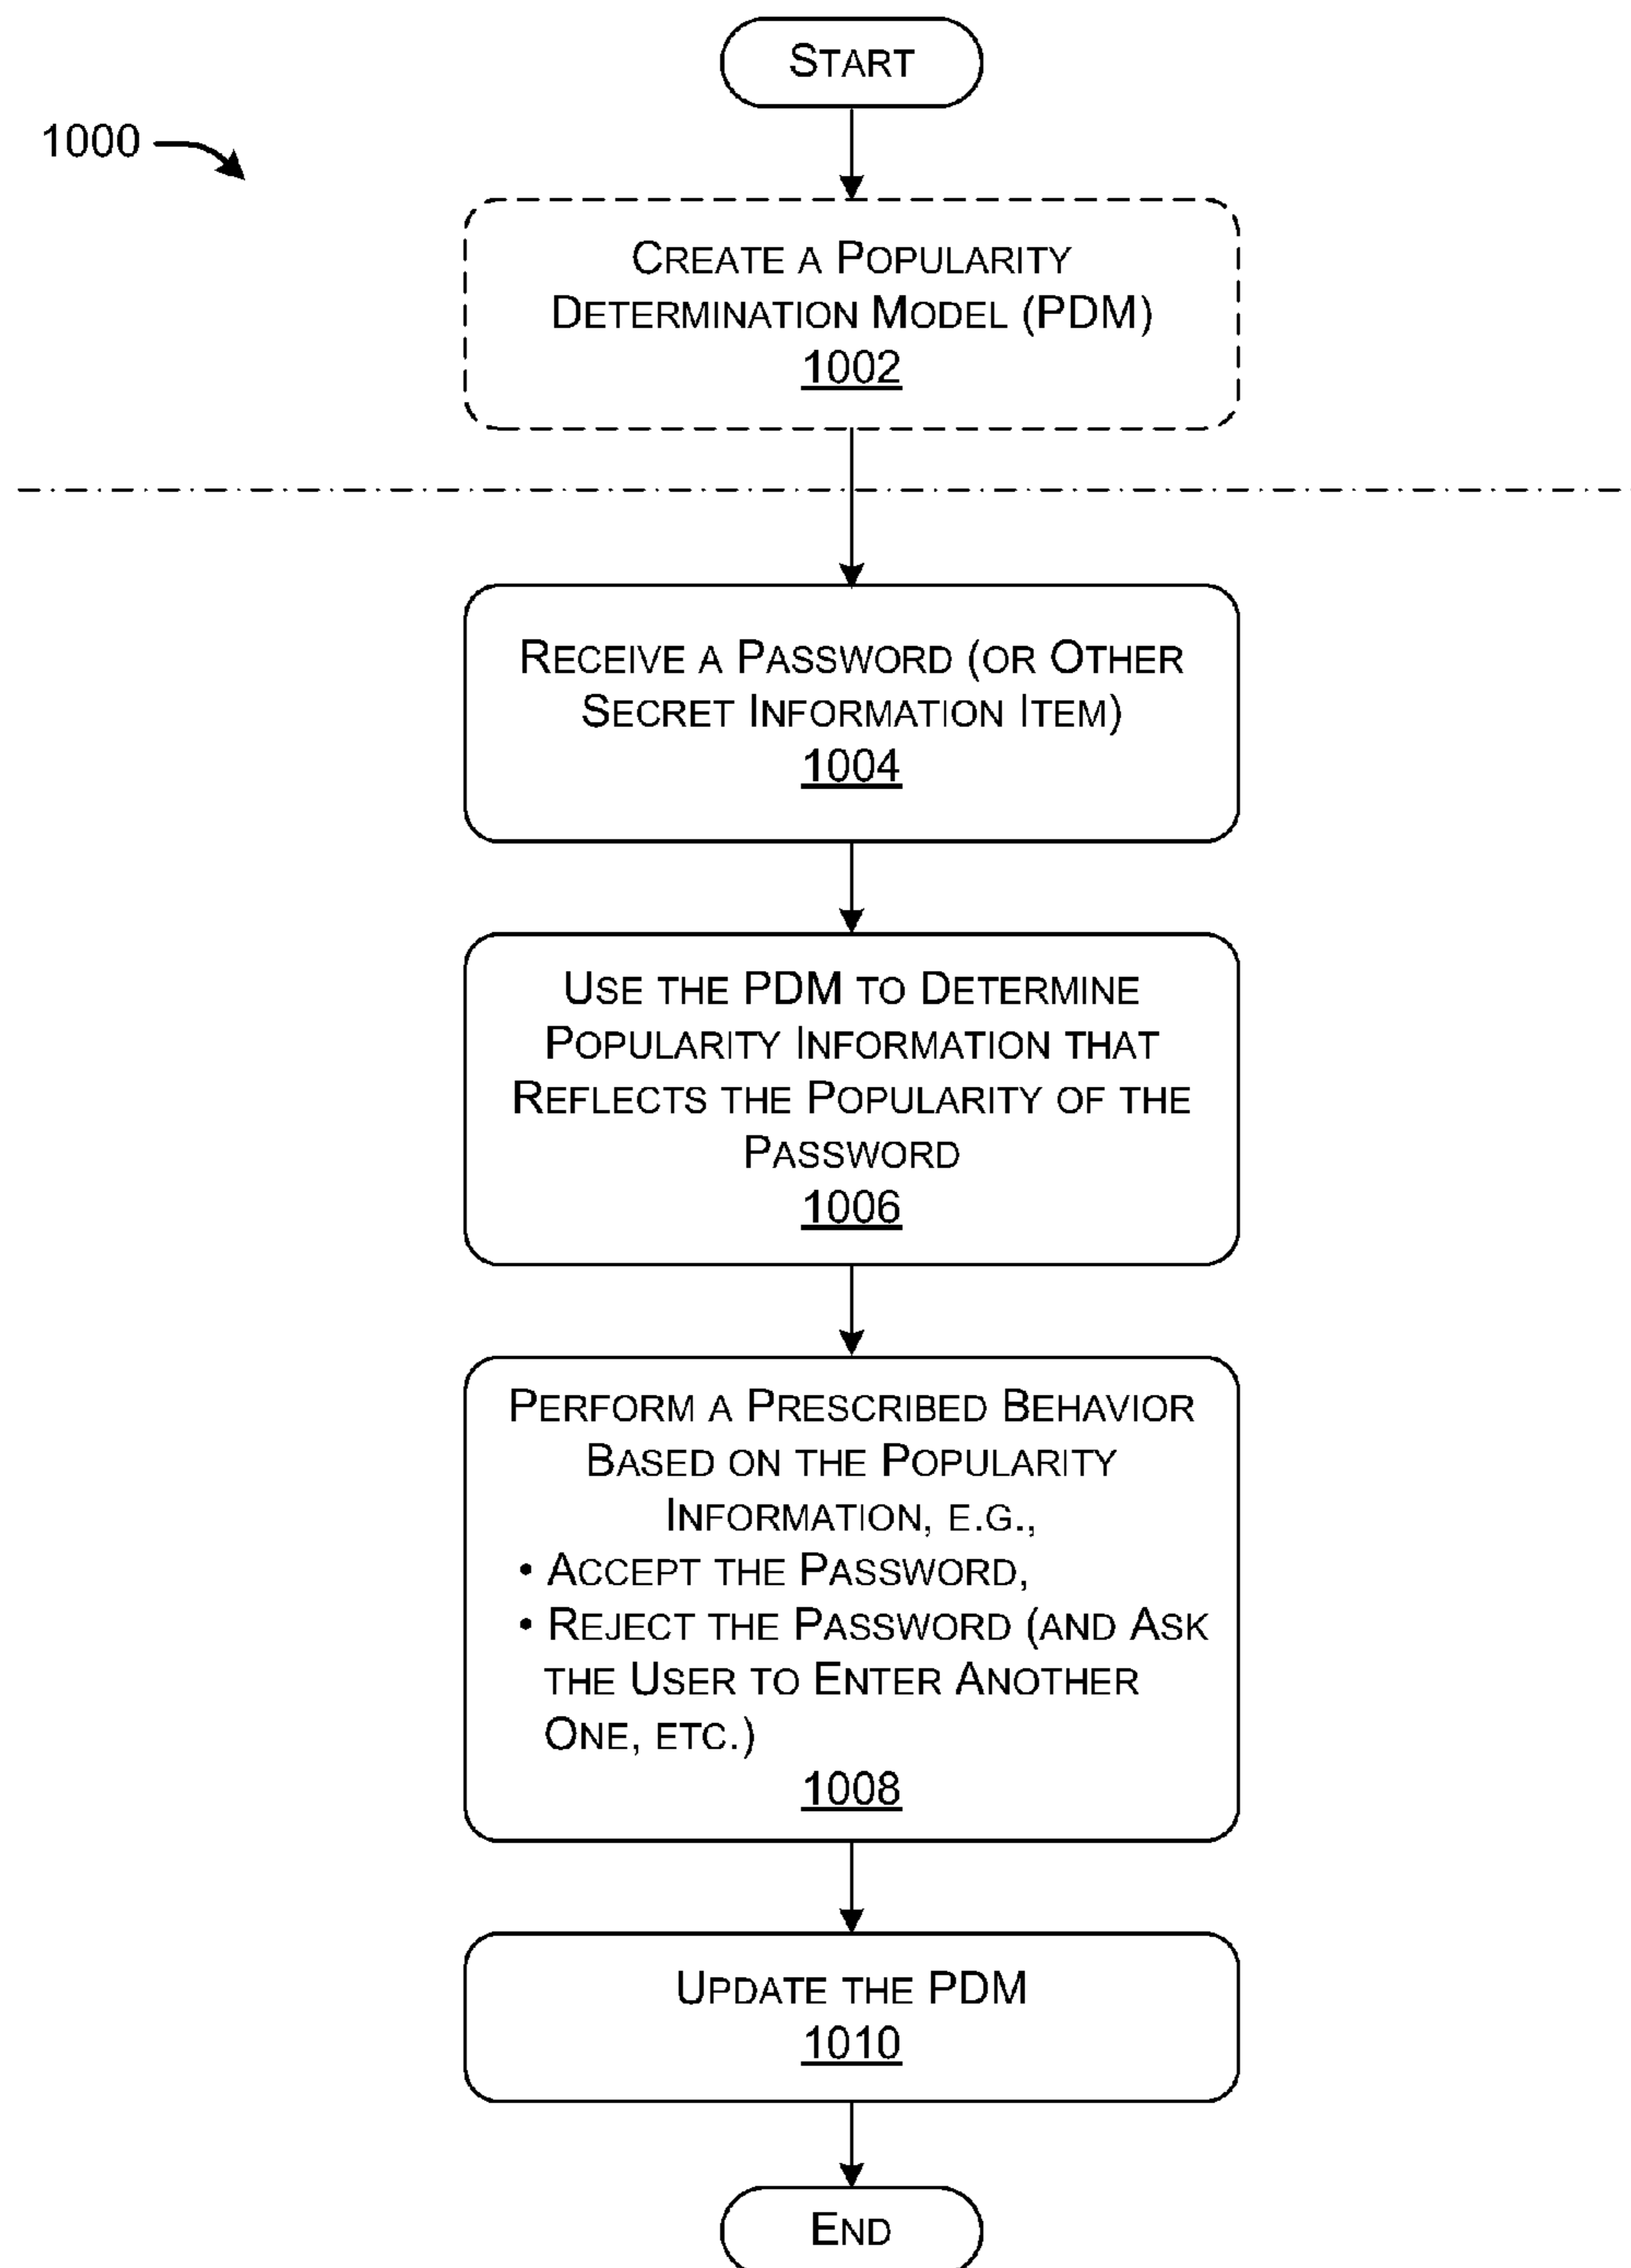 START
1000
CREATE A POPULARITY
DETERMINATION MODEL (PDM)
1002
RECEIVE A PASSWORD (OR OTHER
SECRET INFORMATION ITEM)
1004
USE THE PDM TO DETERMINE
POPULARITY INFORMATION THAT
REFLECTS THE POPULARITY OF THE
PASSWORD
1006
PERFORM A PRESCRIBED BEHAVIOR
BASED ON THE POPULARITY
INFORMATION, E.G.,
• ACCEPT THE PASSWORD,
• REJECT THE PASSWORD (AND ASK
THE USER TO ENTER ANOTHER
ONE, ETC.)
1008
UPDATE THE PDM
1010
END